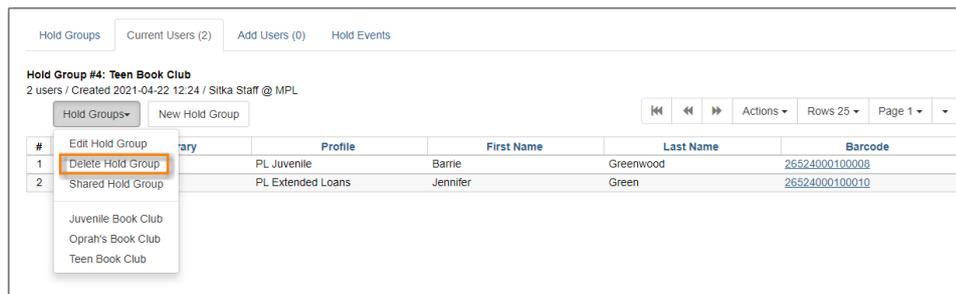 Hold Groups Current Users (2) Add Users (0) Hold Events
Hold Group #4: Teen Book Club
2 users / Created 2021-04-22 12:24 / Sitka Staff @ MPL
Hold Groups New Hold Group Actions Rows 25 Page 1
# rary Profile First Name Last Name Barcode
1 PL Juvenile Barrie Greenwood 26524000100008
2 PL Extended Loans Jennifer Green 26524000100010
Edit Hold Group
Delete Hold Group
Shared Hold Group
Juvenile Book Club
Oprah's Book Club
Teen Book Club